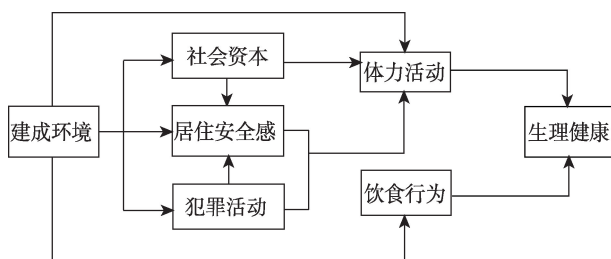 社会资本
体力活动
建成环境
居住安全感
生理健康
犯罪活动
饮食行为